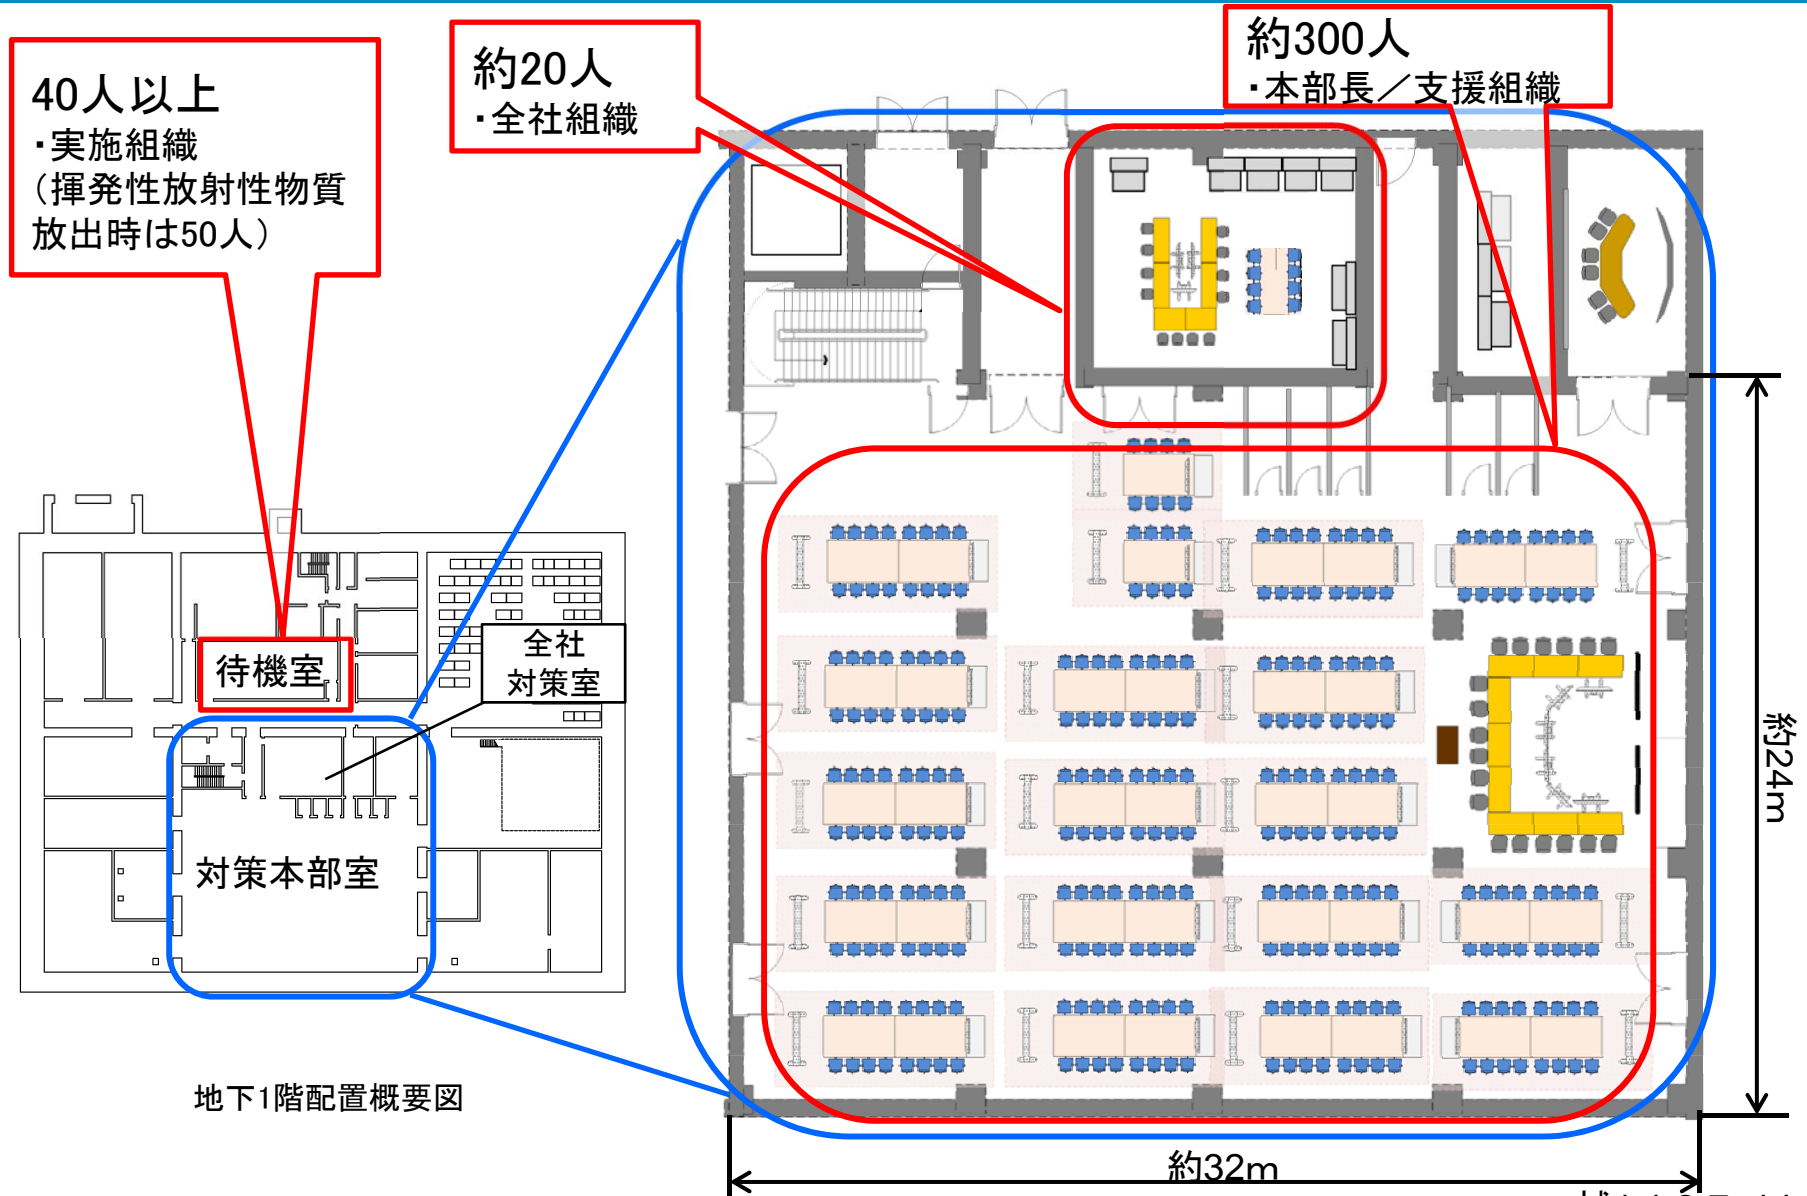 40人以上
・実施組織
（揮発性放射性物質
放出時は50人）
約20人
・全社組織
約300人
・本部長／支援組織
待機室
全社
対策室
対策本部室
地下1階配置概要図
約24m
約32m